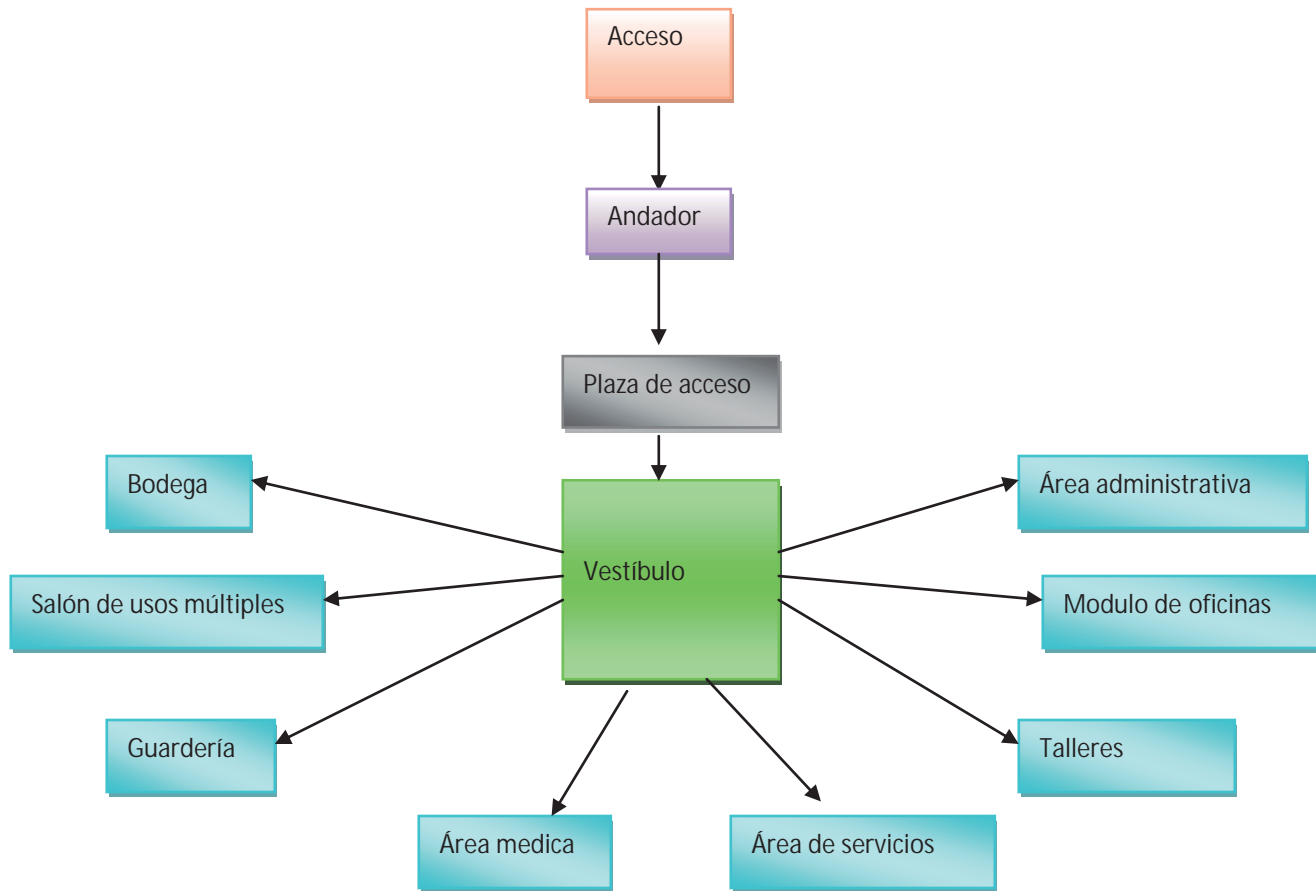 Acceso
Andador
Plaza de acceso
Bodega
Área administrativa
Vestíbulo
Salón de usos múltiples
Modulo de oficinas
Guardería
Talleres
Área medica
Área de servicios